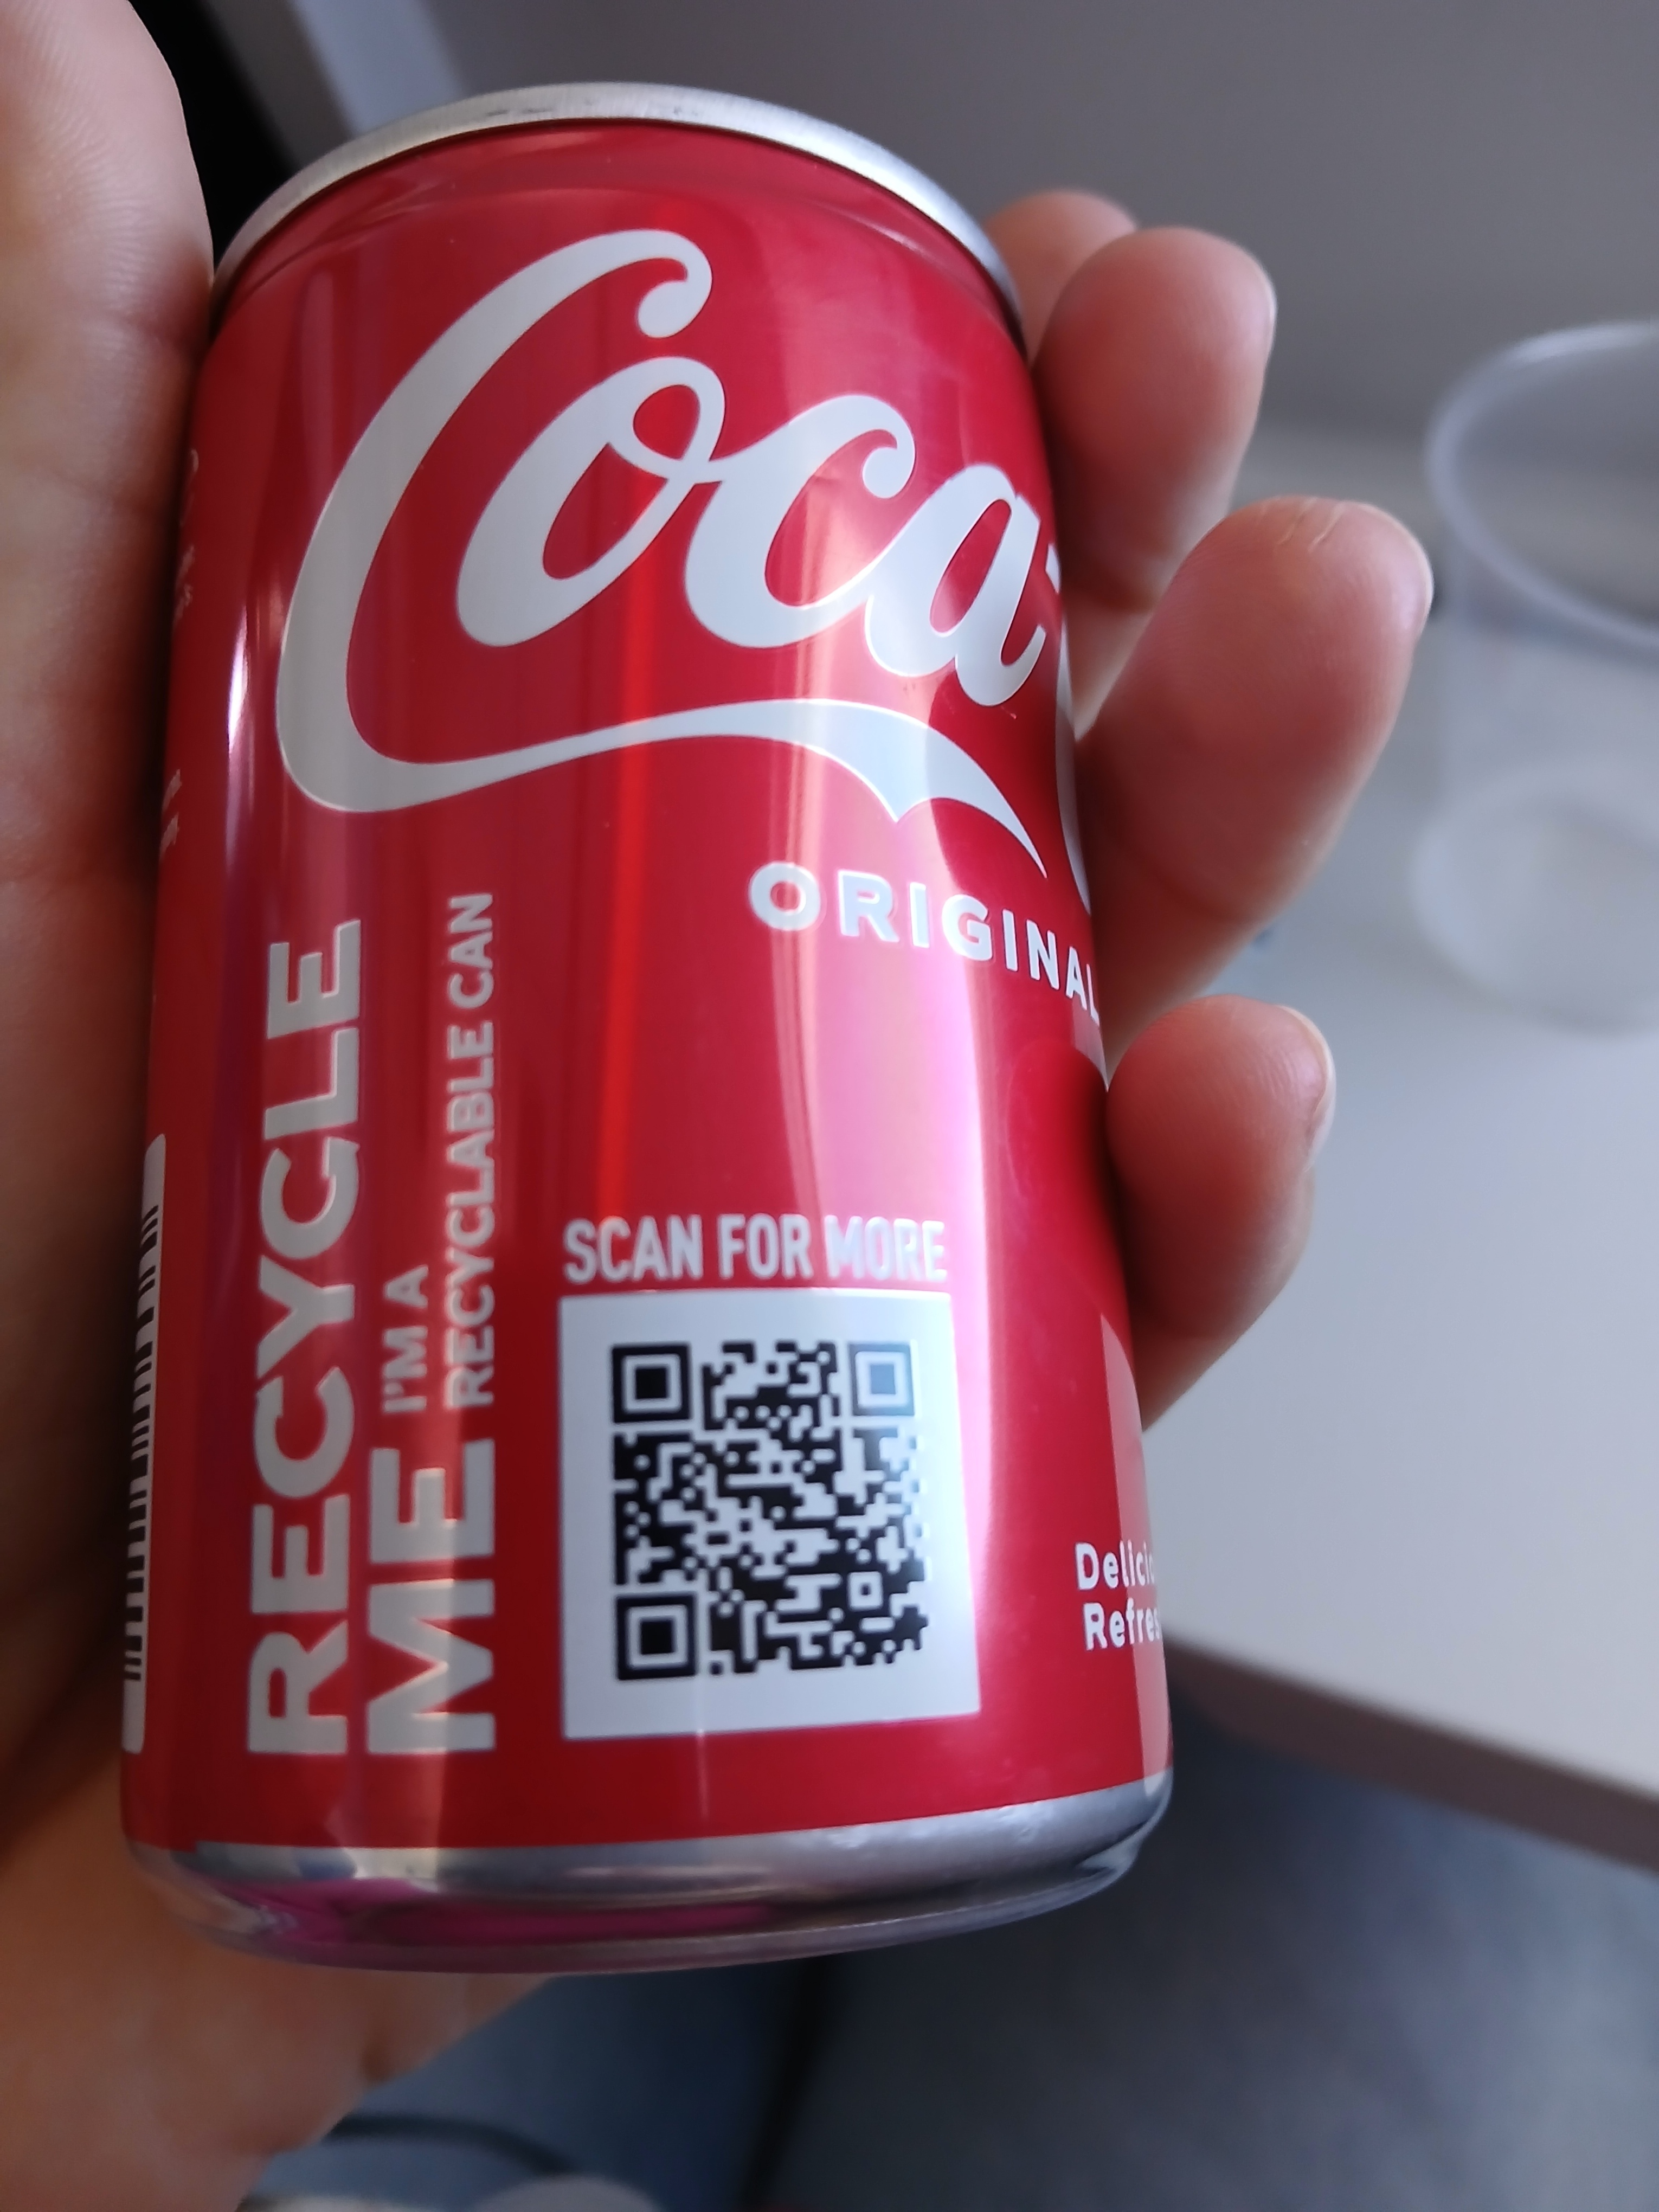 Coca
ORIGINAL
RECYCLE
ME
I'M A
RECYCLABLE CAN
SCAN FOR MORE